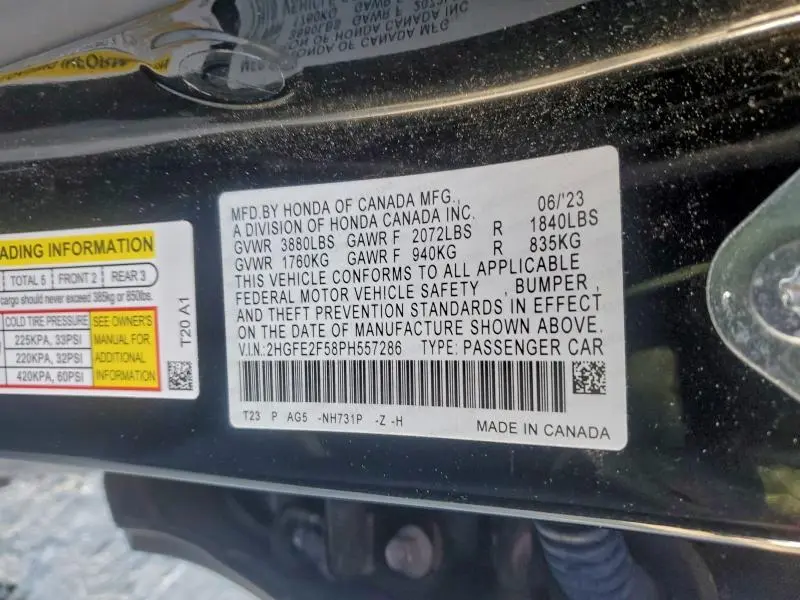 MFD.BY HONDA OF CANADA MFG., 06/'23
A DIVISION OF HONDA CANADA INC.
GVWR 3880LBS GAWR F 2072LBS R 1840LBS
GVWR 1760KG GAWR F 940KG R 835KG
THIS VEHICLE CONFORMS TO ALL APPLICABLE
FEDERAL MOTOR VEHICLE SAFETY , BUMPER ,
AND THEFT PREVENTION STANDARDS IN EFFECT
ON THE DATE OF MANUFACTURE SHOWN ABOVE.
V.I.N.:2HGFE2F58PH557286 TYPE: PASSENGER CAR
T23 P AG5 -NH731P -Z -H
MADE IN CANADA
ADING INFORMATION
TOTAL 5 FRONT 2 REAR 3
cargo should never exceed 385kg or 850lbs.
COLD TIRE PRESSURE SEE OWNER'S
225KPA, 33PSI MANUAL FOR
220KPA, 32PSI ADDITIONAL
420KPA, 60PSI INFORMATION
T20 A1